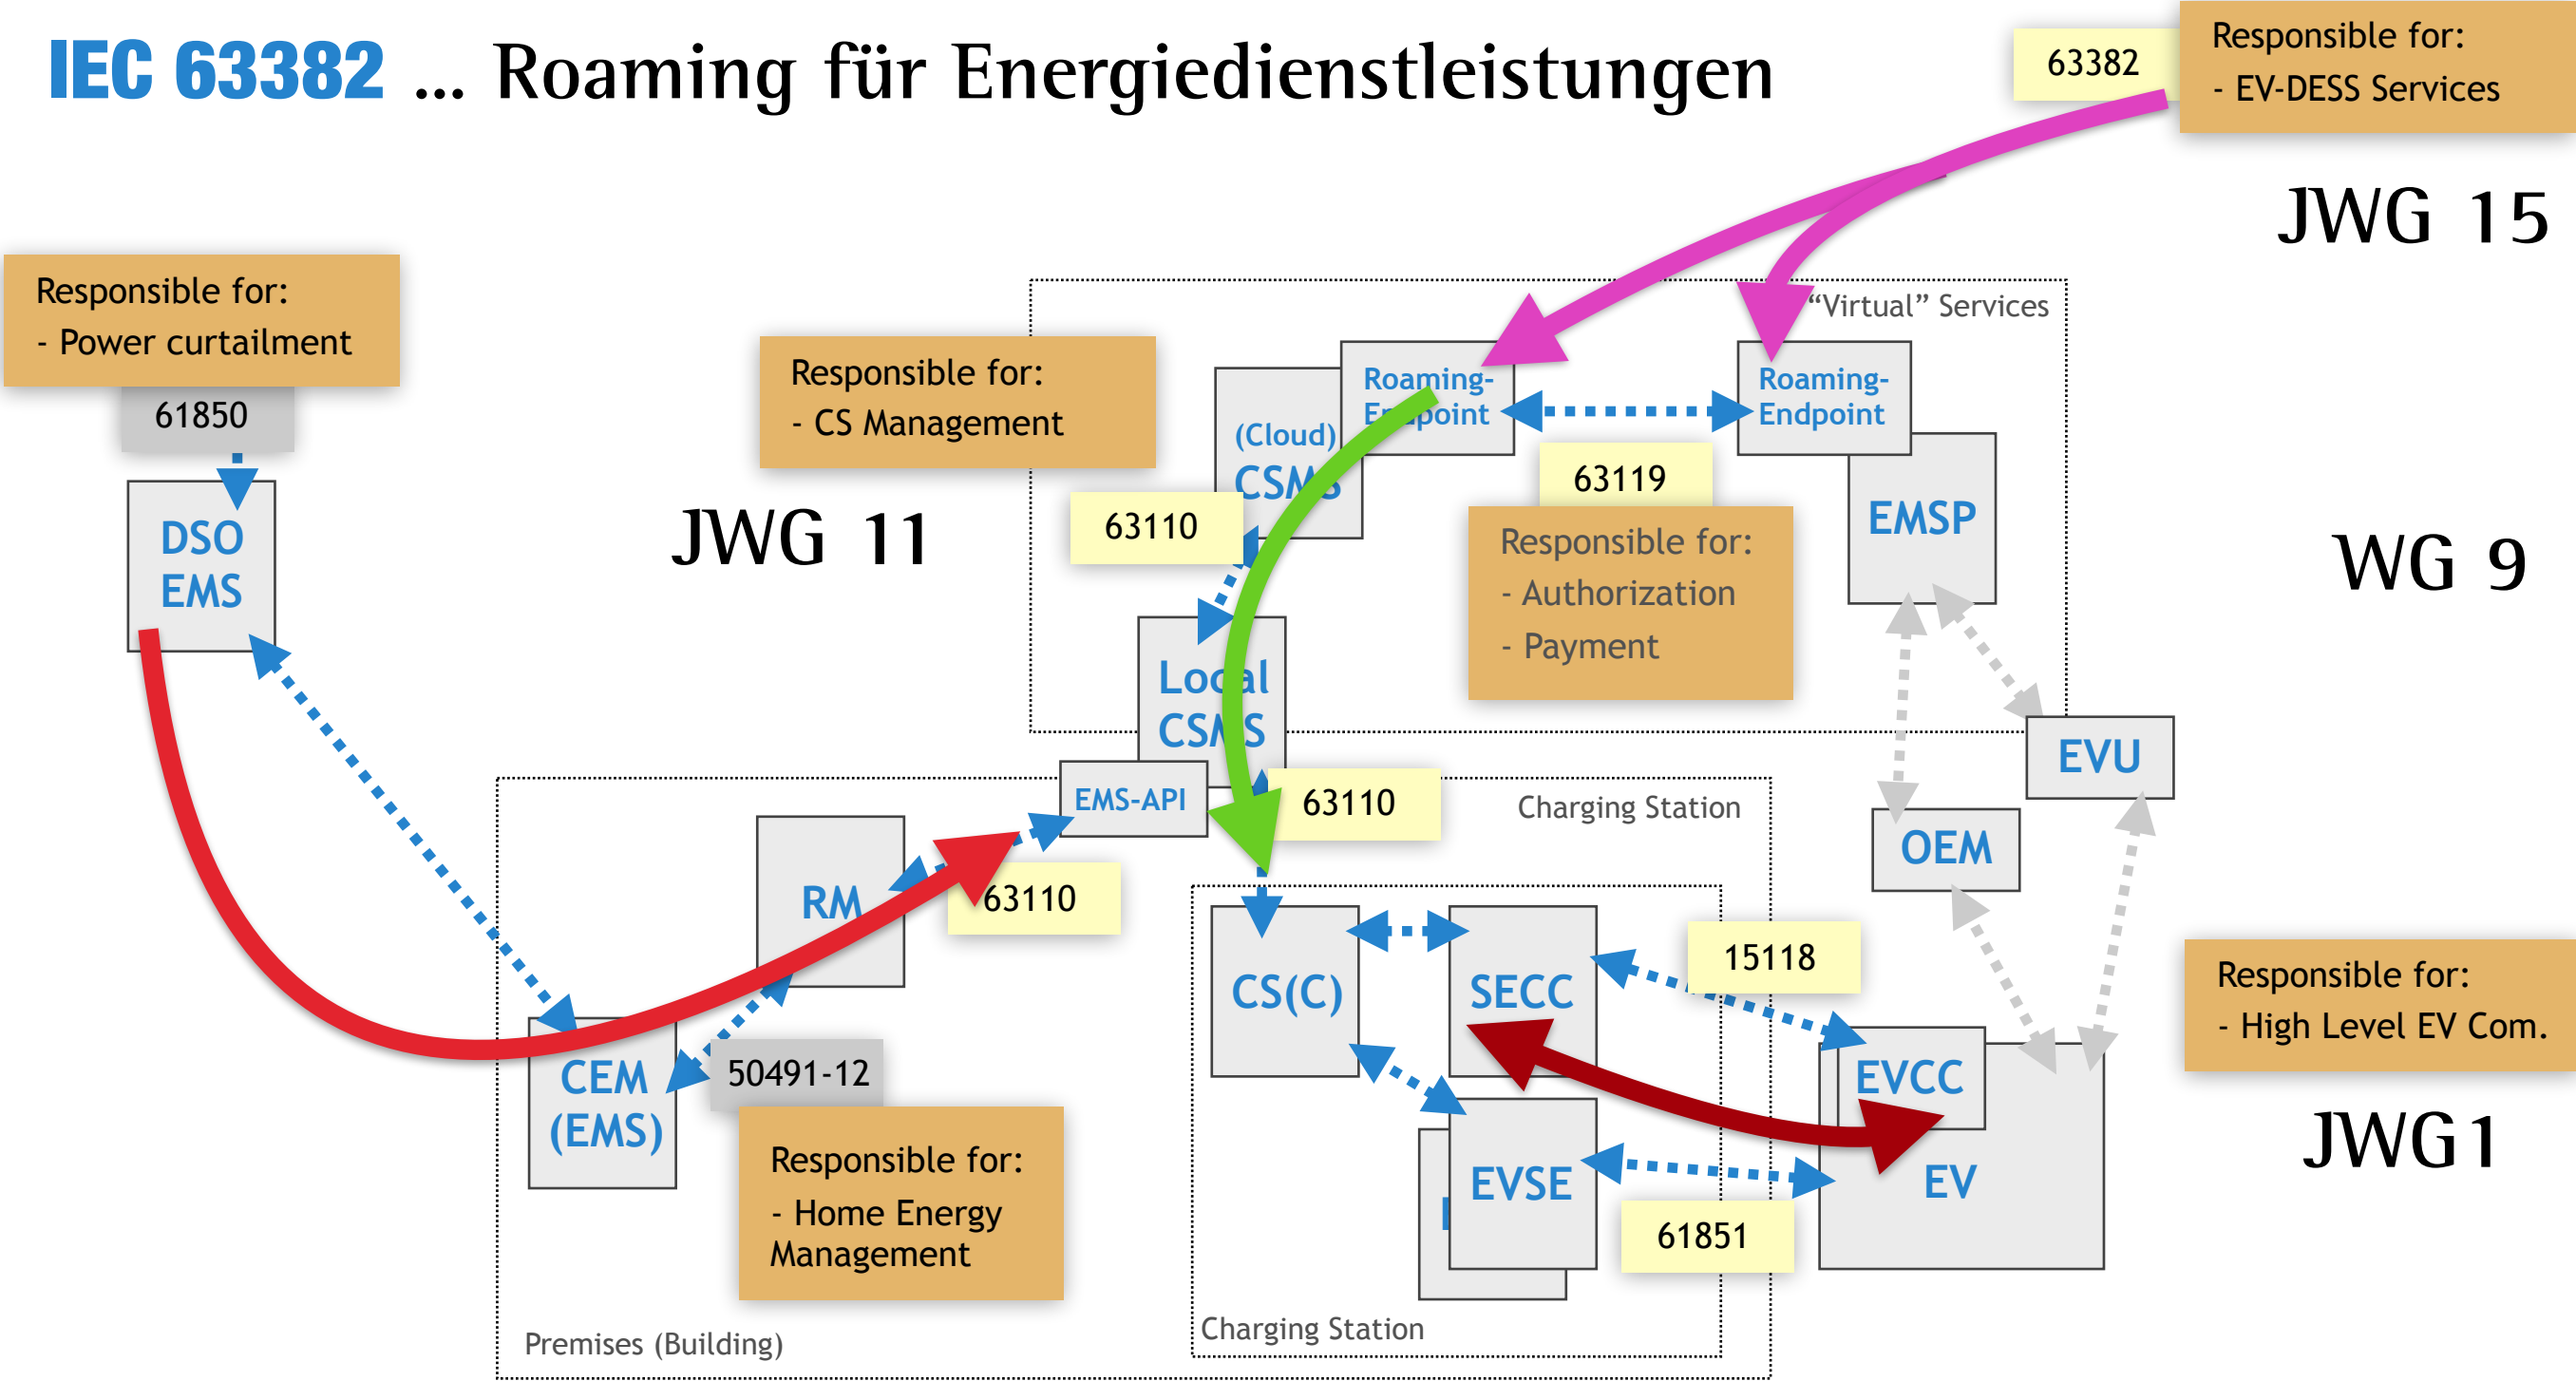 IEC 63382 ... Roaming für Energiedienstleistungen
63382
Responsible for:
- EV-DESS Services
JWG 15
Responsible for:
- Power curtailment
61850
DSO
EMS
Responsible for:
- CS Management
JWG 11
"Virtual" Services
Roaming-
Endpoint
Roaming-
Endpoint
(Cloud)
CSMS
63110
63119
Responsible for:
- Authorization
- Payment
EMSP
WG 9
Local
CSMS
EMS-API
63110
Charging Station
EVU
OEM
RM
63110
CS(C)
SECC
15118
Responsible for:
- High Level EV Com.
JWG1
CEM
(EMS)
50491-12
Responsible for:
- Home Energy
Management
EVCC
EV
EVSE
61851
Charging Station
Premises (Building)